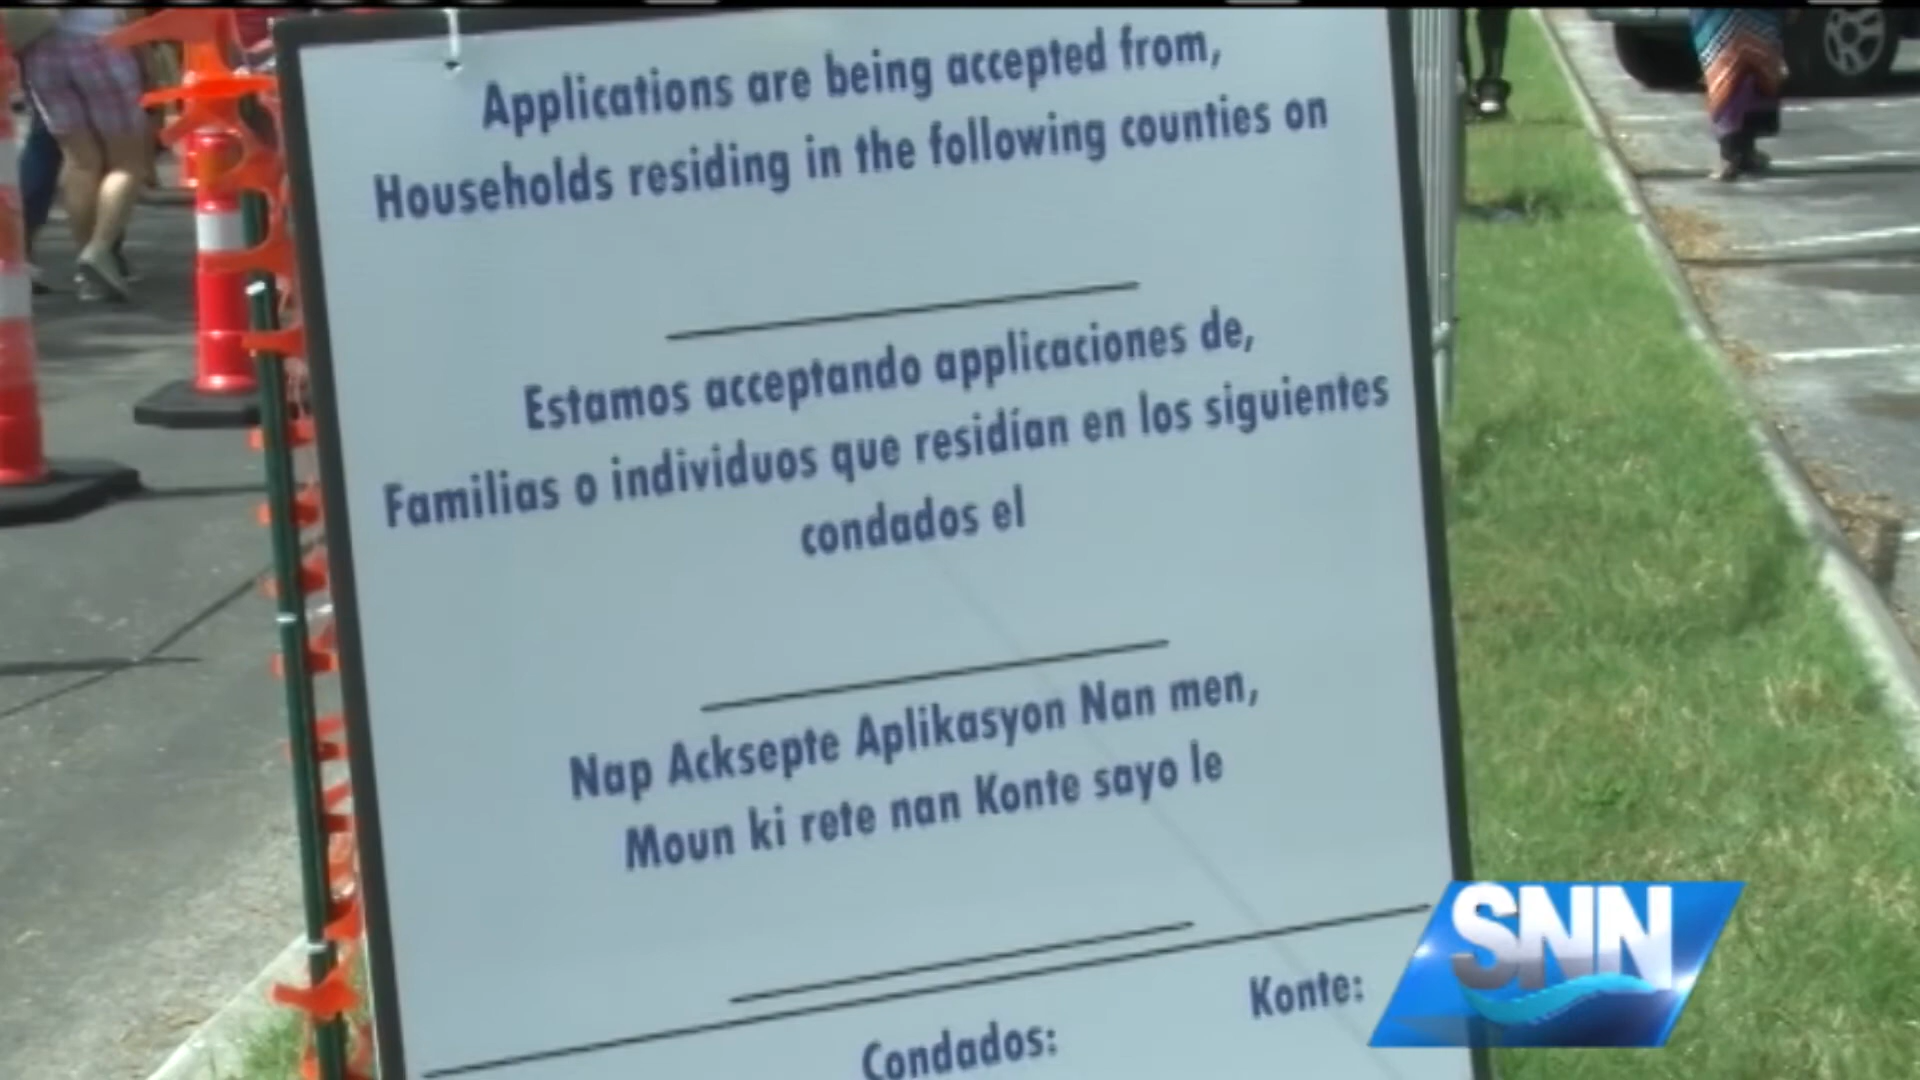 Applications are being accepted from,
Households residing in the following counties on
Estamos acceptando applicaciones de,
Familias o individuos que residían en los siguientes
condados el
Nap Acksepte Aplikasyon Nan men,
Moun ki rete nan Konte sayo le
Condados:
Konte:
SNN